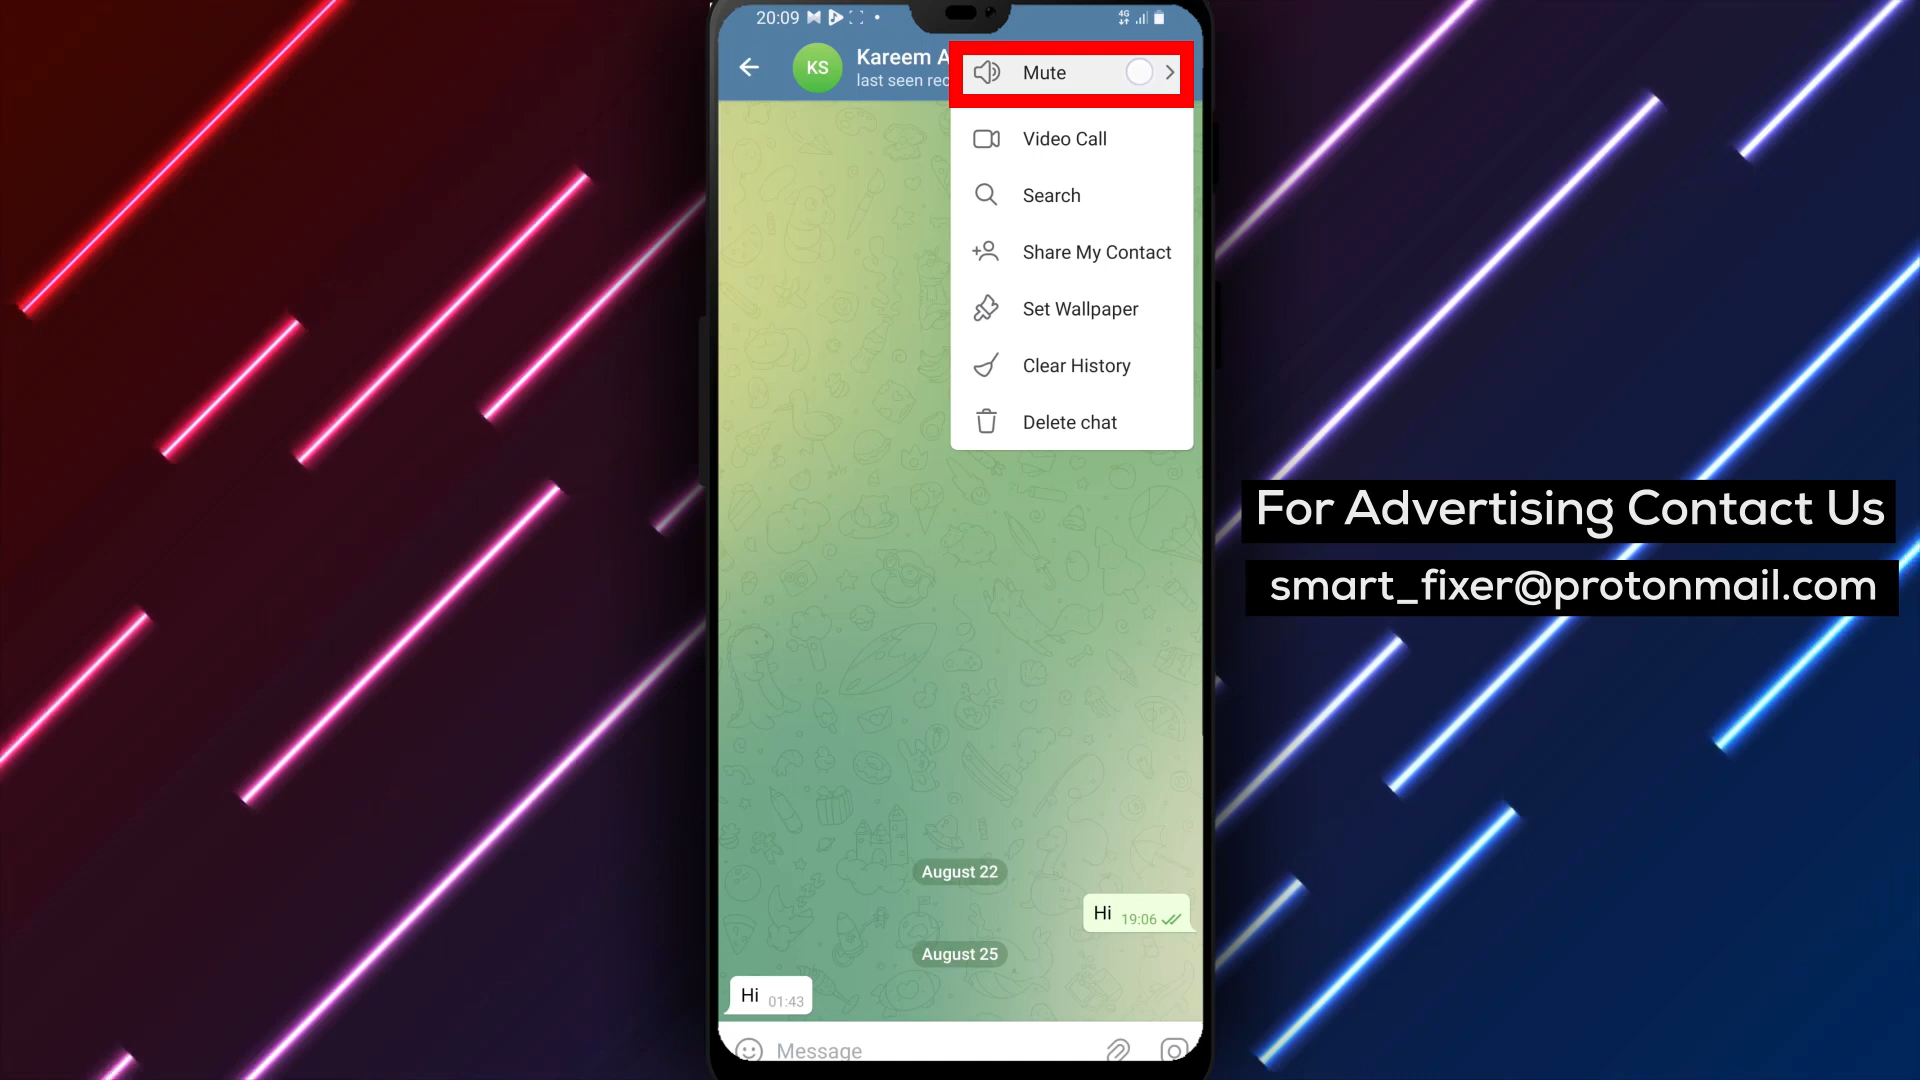 20:09
4G
KS
Kareem A
last seen rec
Mute
Video Call
Search
Share My Contact
Set Wallpaper
Clear History
Delete chat
For Advertising Contact Us
smart_fixer@protonmail.com
August 22
Hi 19:06
August 25
Hi 01:43
Message